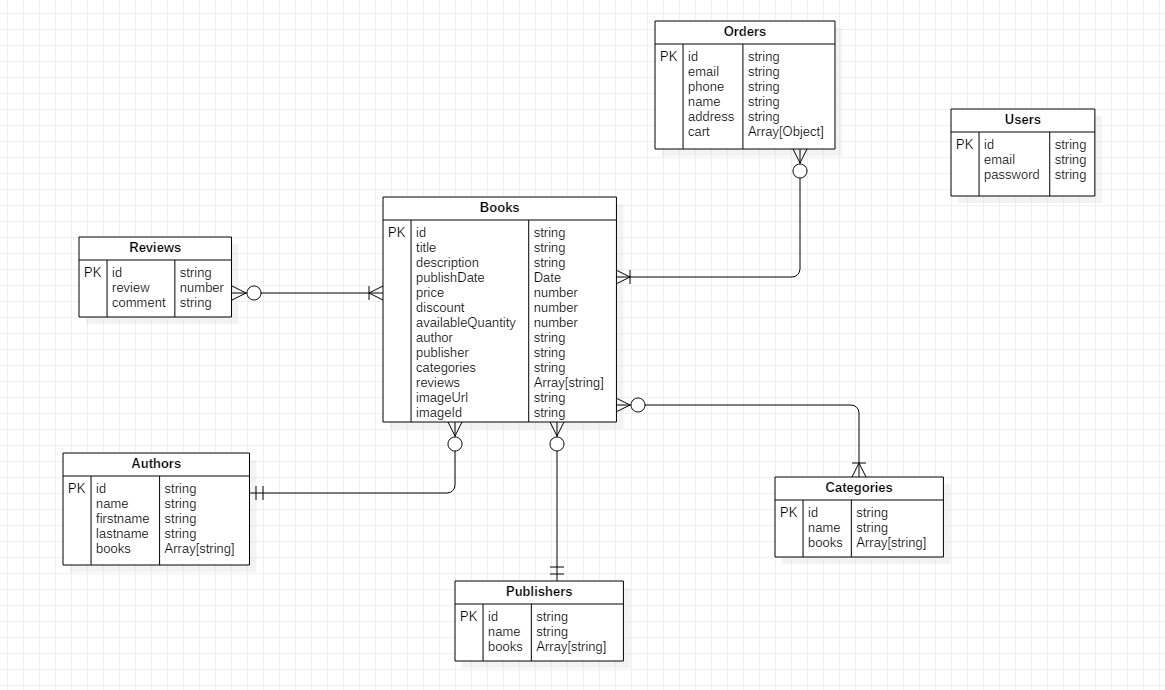 Orders
PK id string
email string
phone string
name string
address string
cart Array[Object]
Users
PK id string
email string
password string
Books
PK id string
title string
description string
publishDate Date
price number
discount number
availableQuantity number
author string
publisher string
categories string
reviews Array[string]
imageUrl string
imageId string
Reviews
PK id string
review number
comment string
Authors
PK id string
name string
firstname string
lastname string
books Array[string]
Categories
PK id string
name string
books Array[string]
Publishers
PK id string
name string
books Array[string]